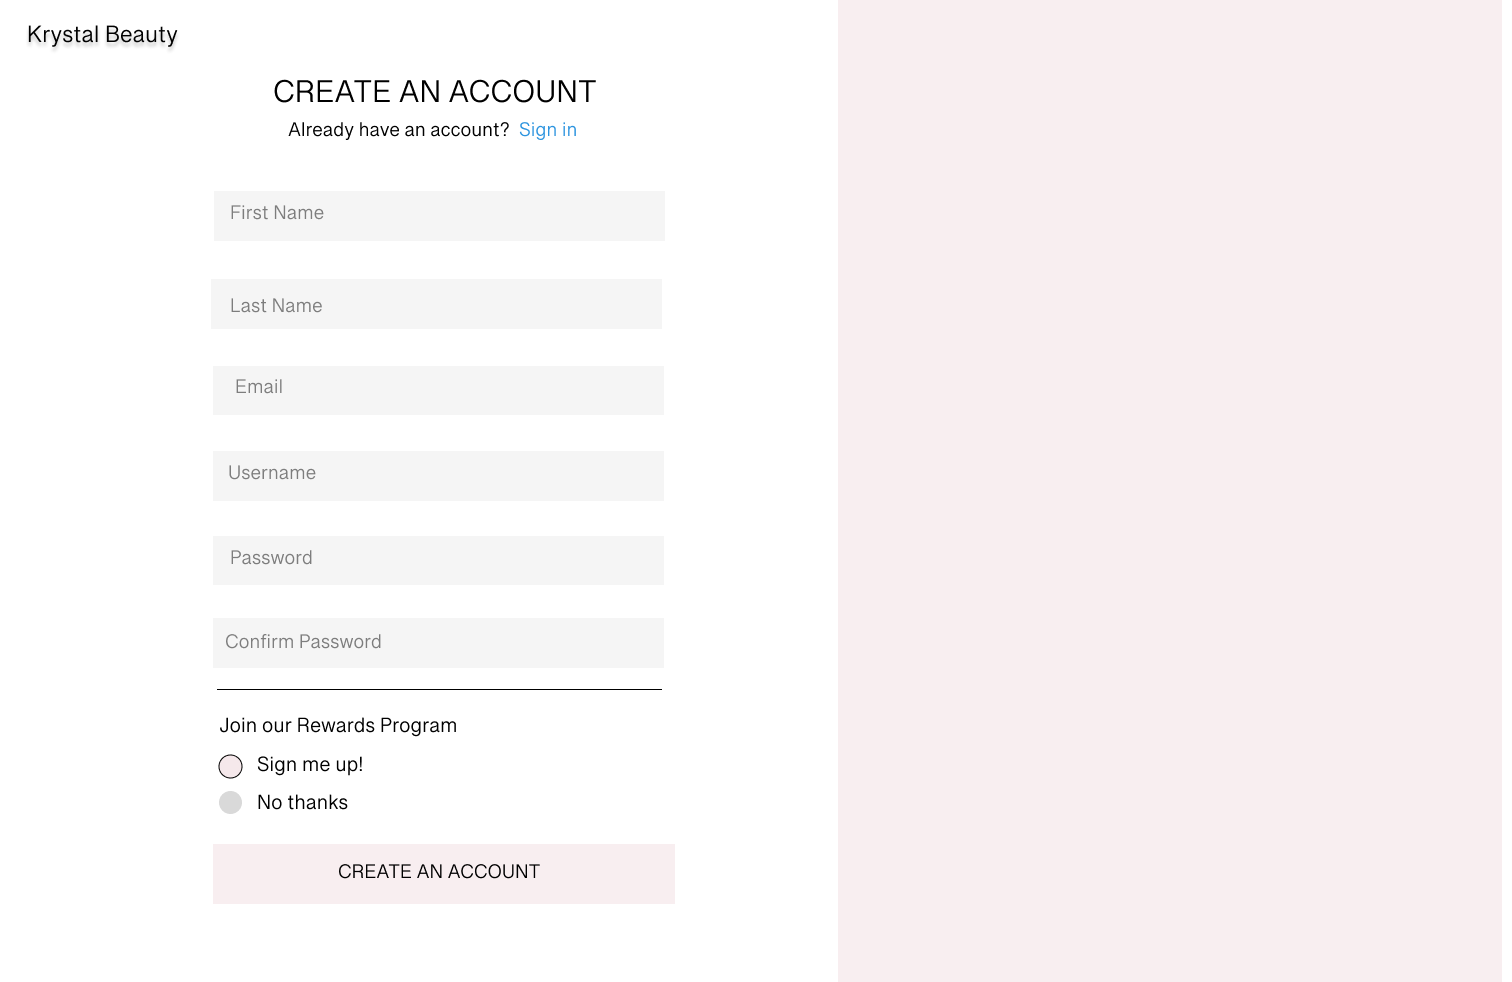 Krystal Beauty
CREATE AN ACCOUNT
Already have an account? Sign in
First Name
Last Name
Email
Username
Password
Confirm Password
Join our Rewards Program
Sign me up!
No thanks
CREATE AN ACCOUNT